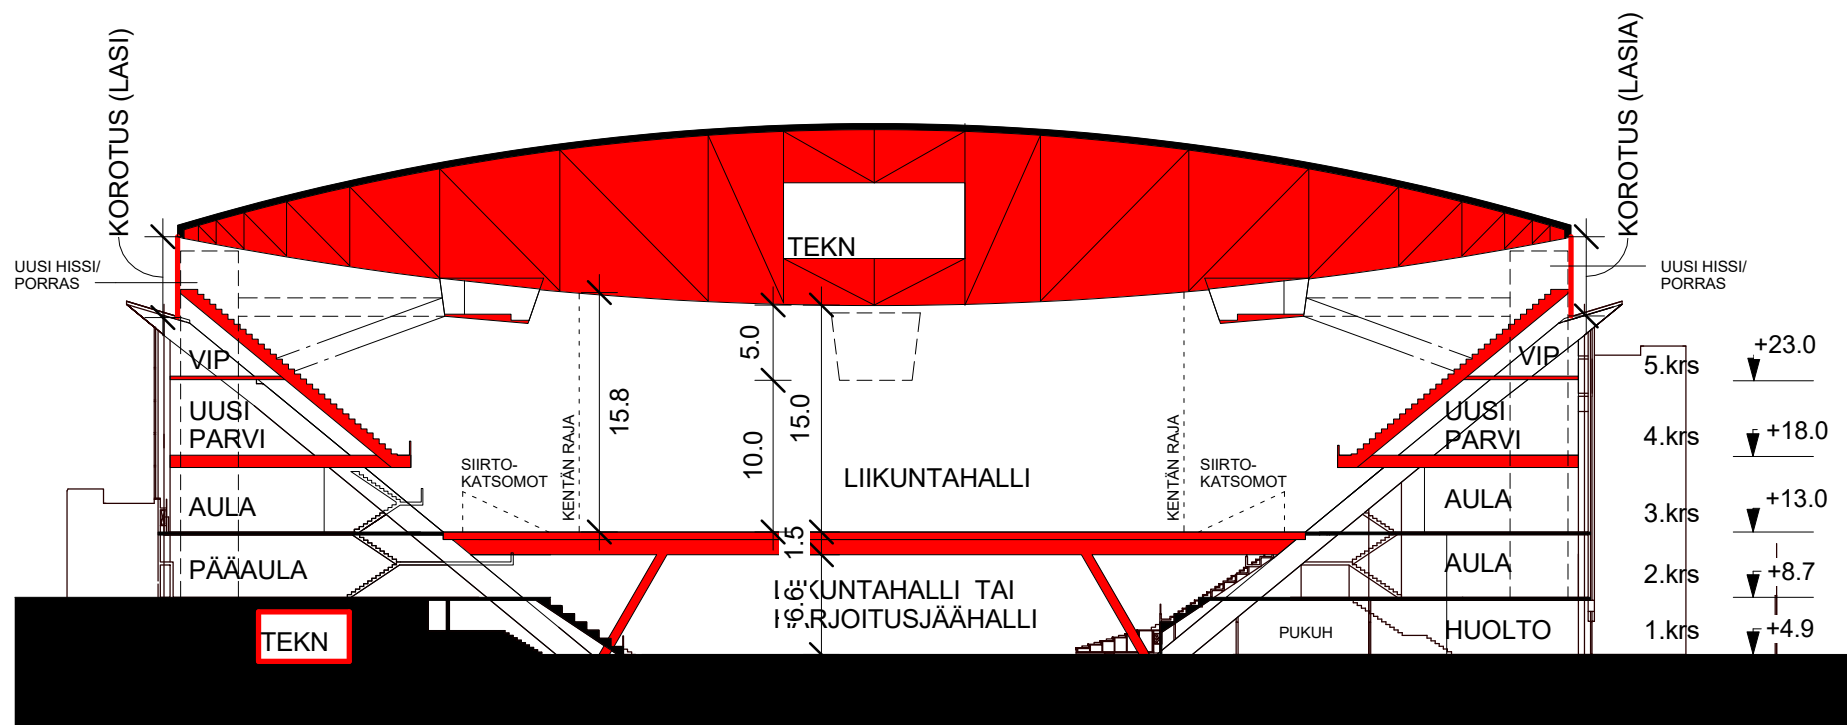 KOROTUS (LASI)
KOROTUS (LASIA)
UUSI HISSI/
PORRAS
TEKN
UUSI HISSI/
PORRAS
VIP
5.0
VIP
5.krs
+23.0
UUSI
PARVI
15.8
10.0
15.0
UUSI
PARVI
4.krs
+18.0
SIIRTO-
KATSOMOT
KENTÄN RAJA
LIIKUNTAHALLI
KENTÄN RAJA
SIIRTO-
KATSOMOT
AULA
AULA
3.krs
+13.0
1.5
PÄÄAULA
AULA
2.krs
+8.7
6.6
TAI
TEKN
PUKUH
HUOLTO
1.krs
+4.9